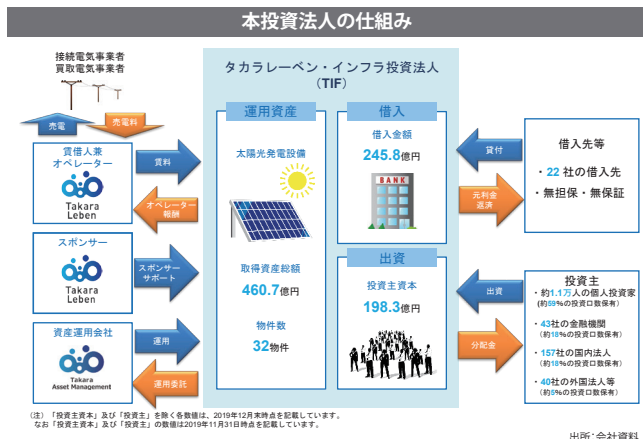 本投資法人の仕組み
接続電気事業者
買取電気事業者
売電
売電料
賃借人兼
オペレーター
Takara
Leben
賃料
オペレーター
報酬
スポンサー
Takara
Leben
スポンサー
サポート
資産運用会社
Takara
Asset Management
運用
運用委託
タカラレーベン・インフラ投資法人
（TIF）
運用資産
太陽光発電設備
取得資産総額
460.7億円
物件数
32物件
借入
借入金額
245.8億円
BANK
出資
投資主資本
198.3億円
貸付
元利金
返済
借入先等
・22 社の借入先
・無担保・無保証
出資
分配金
投資主
・約1.1万人の個人投資家
（約59％の投資口数保有）
・43社の金融機関
（約18％の投資口数保有）
・157社の国内法人
（約18％の投資口数保有）
・40社の外国法人等
（約5％の投資口数保有）
（注）「投資主資本」及び「投資主」を除く各数値は、2019年12月末時点を記載しています。
なお「投資主資本」及び「投資主」の数値は2019年11月31日時点を記載しています。
出所：会社資料